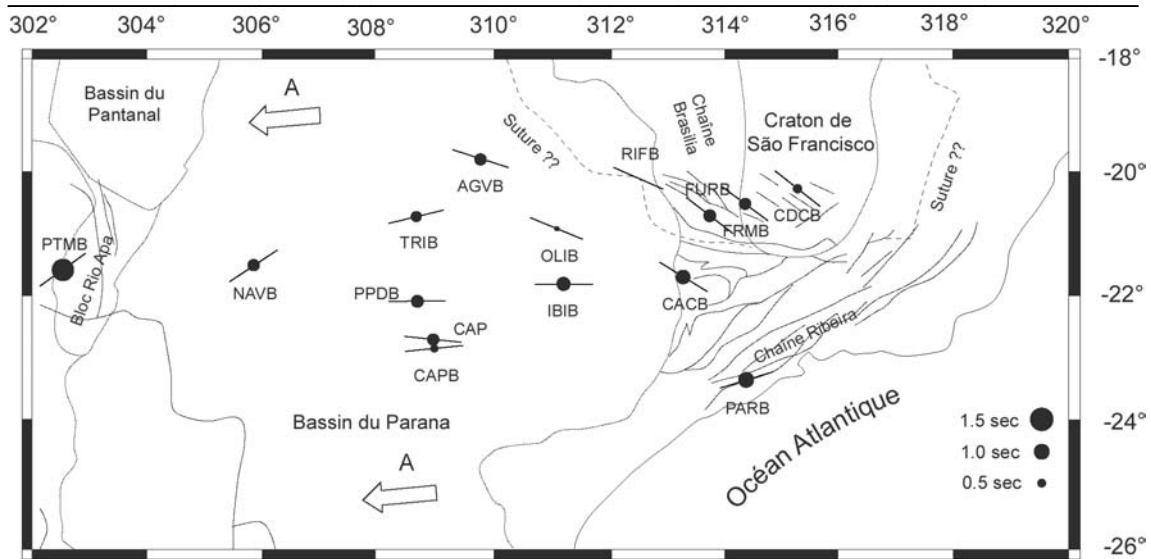 302° 304° 306° 308° 310° 312° 314° 316° 318° 320°
-18°
Bassin du
Pantanal
A
Suture ??
Chaîne
Brasilia
Craton de
São Francisco
Suture ??
RIFB
-20°
AGVB
FURB
CDCB
FRMB
TRIB
OLIB
PTMB
Bloc Rio Apa
NAVB
PPDB
IBIB
CACB
-22°
CAP
CAPB
Chaîne Ribeira
PARB
Bassin du Parana
-24°
Océan Atlantique
A
1.5 sec
1.0 sec
0.5 sec
-26°